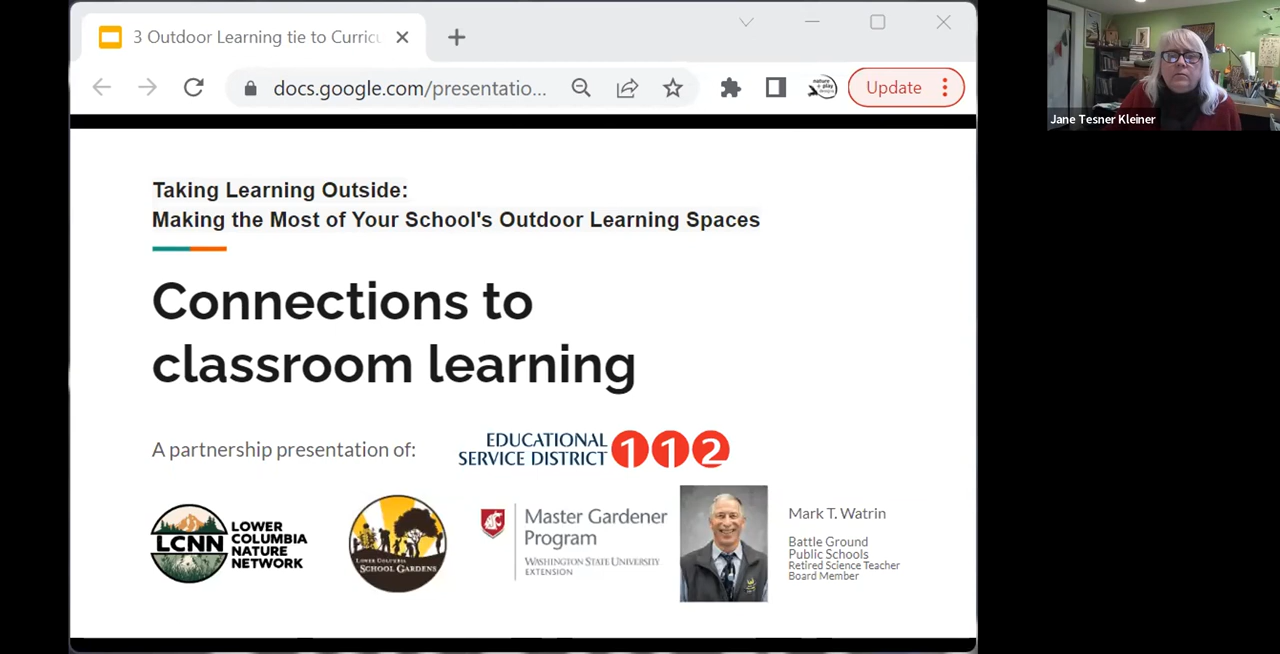 3 Outdoor Learning tie to Curricu
docs.google.com/presentatio...
nature
play
Update
Jane Tesner Kleiner
Taking Learning Outside:
Making the Most of Your School's Outdoor Learning Spaces
Connections to
classroom learning
A partnership presentation of:
EDUCATIONAL
SERVICE DISTRICT
112
LCNN
LOWER
COLUMBIA
NATURE
NETWORK
LOWER COLUMBIA
SCHOOL GARDENS
Master Gardener
Program
WASHINGTON STATE UNIVERSITY
EXTENSION
Mark T. Watrin
Battle Ground
Public Schools
Retired Science Teacher
Board Member